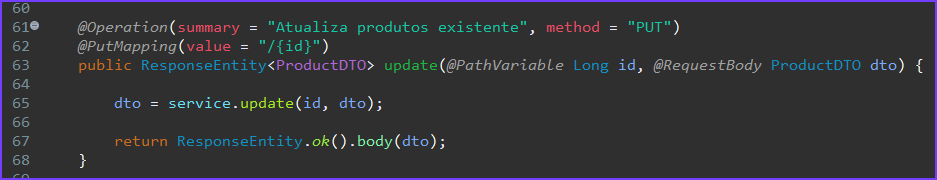 60
61 @Operation(summary = "Atualiza produtos existente", method = "PUT")
62 @PutMapping(value = "/{id}")
63 public ResponseEntity<ProductDTO> update(@PathVariable Long id, @RequestBody ProductDTO dto) {
64
65 dto = service.update(id, dto);
66
67 return ResponseEntity.ok().body(dto);
68 }
69